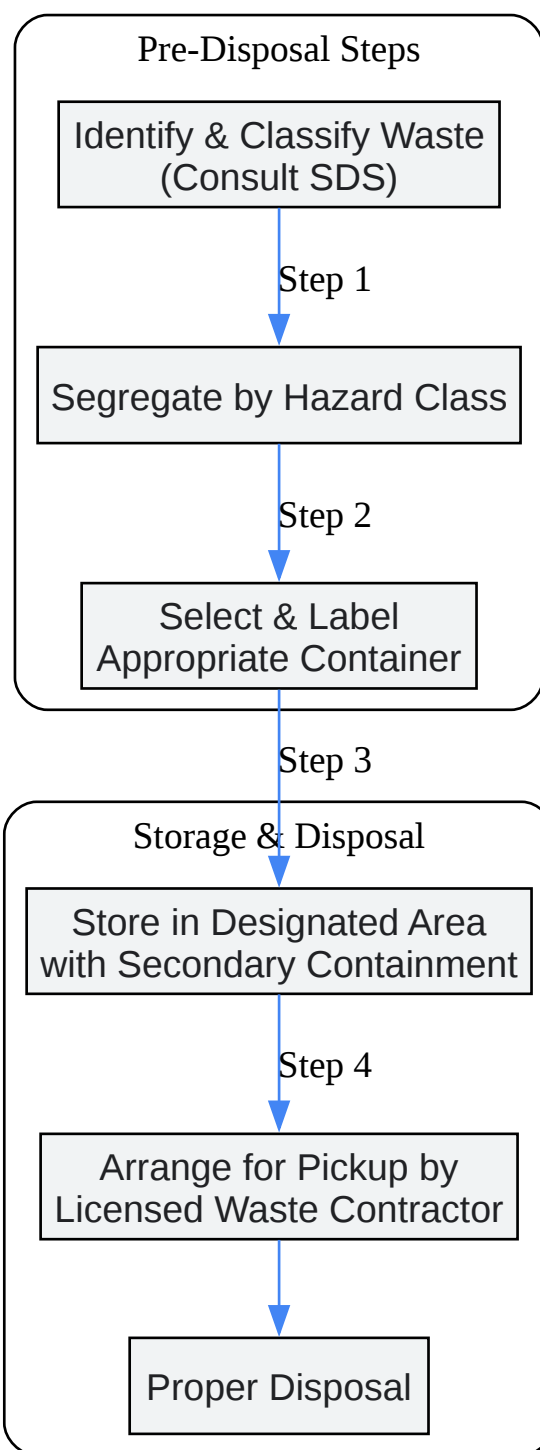 Pre-Disposal Steps
Identify & Classify Waste
(Consult SDS)
Step 1
Segregate by Hazard Class
Step 2
Select & Label
Appropriate Container
Step 3
Storage & Disposal
Store in Designated Area
with Secondary Containment
Step 4
Arrange for Pickup by
Licensed Waste Contractor
Proper Disposal